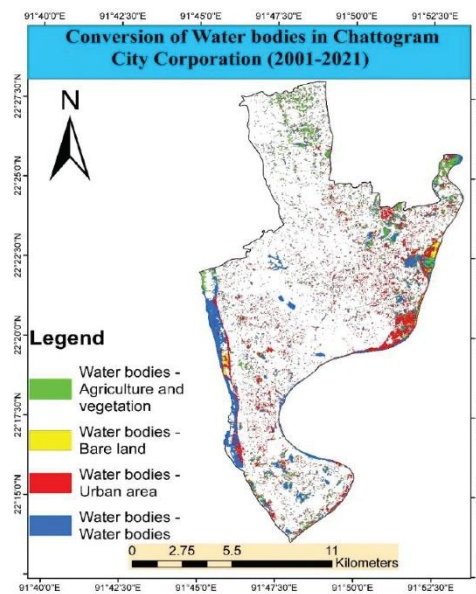 91°40'0"E 91°42'30"E 91°45'0"E 91°47'30"E 91°50'0"E 91°52'30"E
Conversion of Water bodies in Chattogram
City Corporation (2001-2021)
N
22°27'30"N
22°25'0"N
22°22'30"N
22°20'0"N
22°17'30"N
22°15'0"N
Legend
Water bodies -
Agriculture and
vegetation
Water bodies -
Bare land
Water bodies -
Urban area
Water bodies -
Water bodies
0 2.75 5.5 11
Kilometers
91°40'0"E 91°42'30"E 91°45'0"E 91°47'30"E 91°50'0"E 91°52'30"E